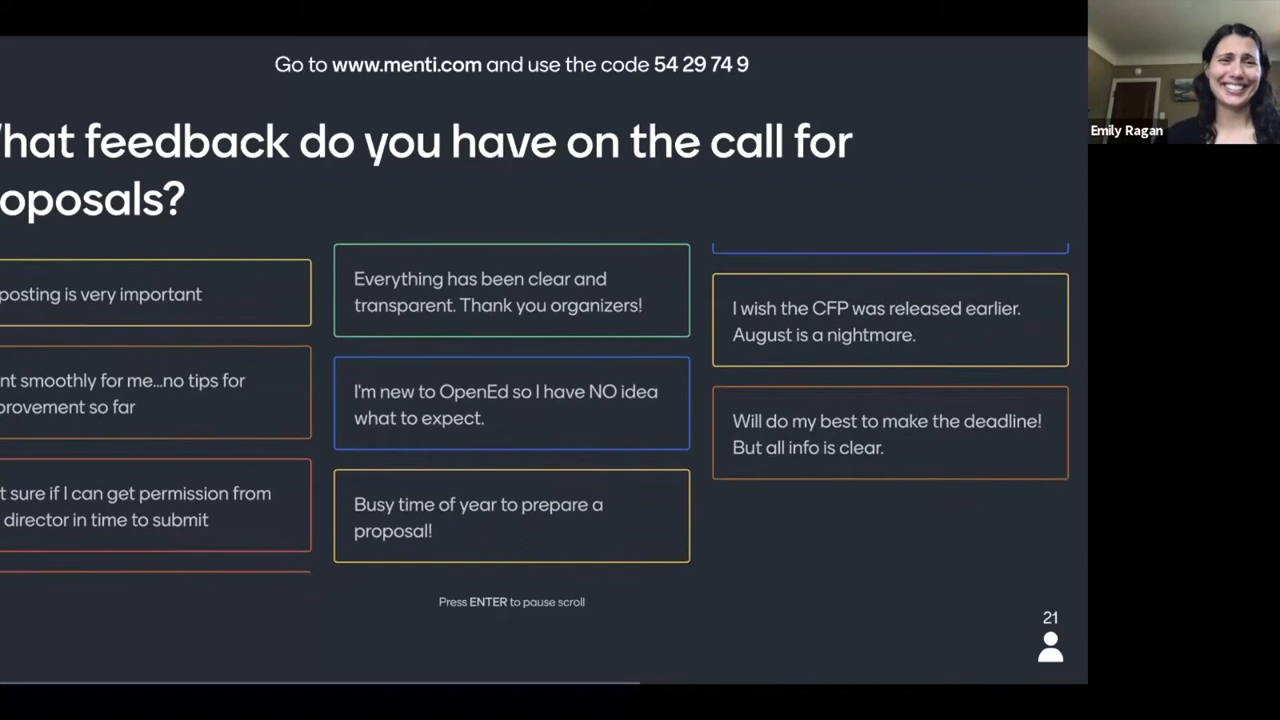 Go to www.menti.com and use the code 54 29 74 9
hat feedback do you have on the call for
oposals?
posting is very important
nt smoothly for me...no tips for
provement so far
t sure if I can get permission from
director in time to submit
Everything has been clear and
transparent. Thank you organizers!
I'm new to OpenEd so I have NO idea
what to expect.
Busy time of year to prepare a
proposal!
I wish the CFP was released earlier.
August is a nightmare.
Will do my best to make the deadline!
But all info is clear.
Press ENTER to pause scroll
21
Emily Ragan